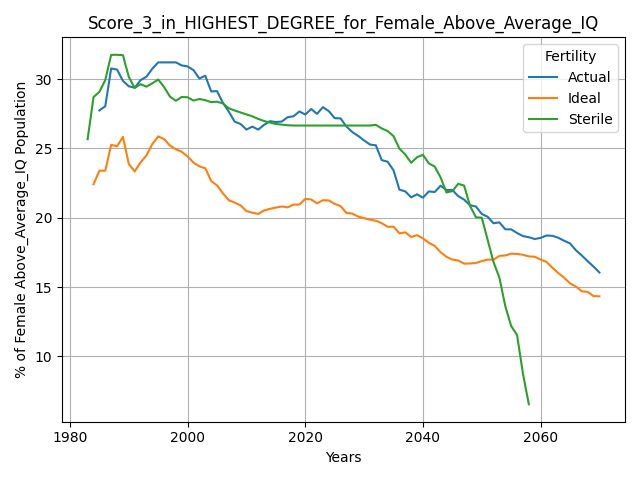 Score_3_in_HIGHEST_DEGREE_for_Female_Above_Average_IQ
% of Female Above_Average_IQ Population
30
25
20
15
10
Fertility
Actual
Ideal
Sterile
1980
2000
2020
2040
2060
Years